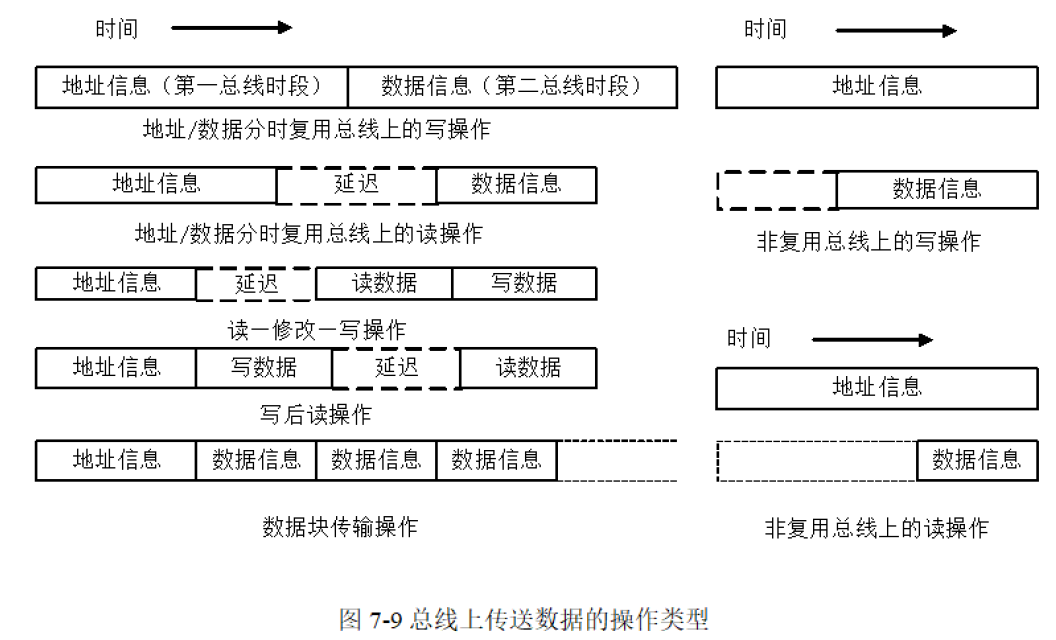 时间
地址信息（第一总线时段） 数据信息（第二总线时段）
地址/数据分时复用总线上的写操作
地址信息 延迟 数据信息
地址/数据分时复用总线上的读操作
地址信息 延迟 读数据 写数据
读一修改一写操作
地址信息 写数据 延迟 读数据
写后读操作
地址信息 数据信息 数据信息 数据信息
数据块传输操作
时间
地址信息
数据信息
非复用总线上的写操作
时间
地址信息
数据信息
非复用总线上的读操作
图 7-9 总线上传送数据的操作类型